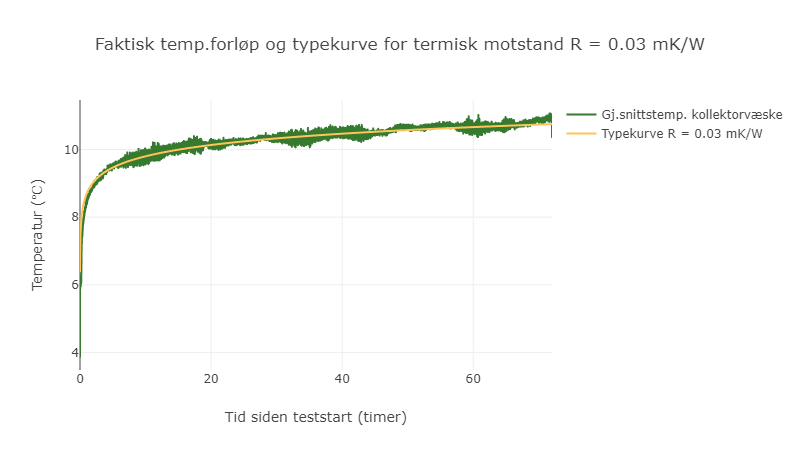 Faktisk temp.forløp og typekurve for termisk motstand R = 0.03 mK/W
Gj.snittstemp. kollektorvæske
Typekurve R = 0.03 mK/W
Temperatur (℃)
10
8
6
4
0
20
40
60
Tid siden teststart (timer)